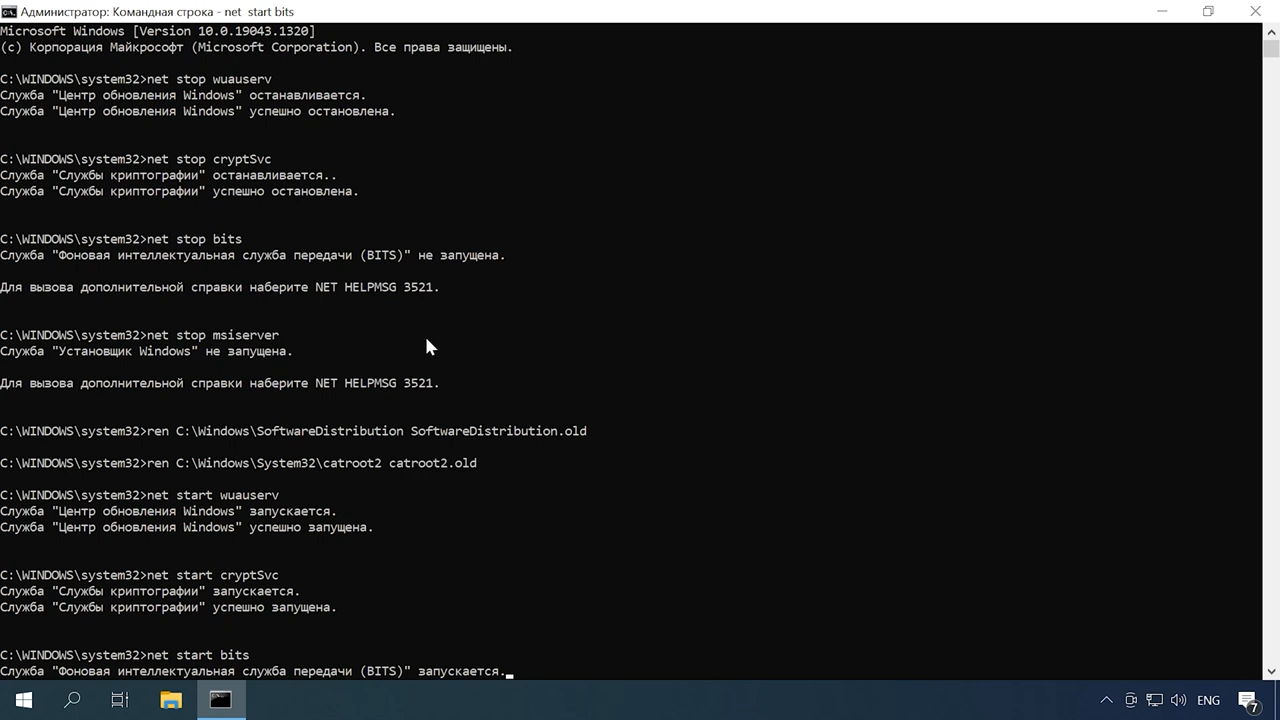 Администратор: Командная строка - net  start bits
Microsoft Windows [Version 10.0.19043.1320]
(c) Корпорация Майкрософт (Microsoft Corporation). Все права защищены.
C:\WINDOWS\system32>net stop wuauserv
Служба "Центр обновления Windows" останавливается.
Служба "Центр обновления Windows" успешно остановлена.
C:\WINDOWS\system32>net stop cryptSvc
Служба "Службы криптографии" останавливается..
Служба "Службы криптографии" успешно остановлена.
C:\WINDOWS\system32>net stop bits
Служба "Фоновая интеллектуальная служба передачи (BITS)" не запущена.
Для вызова дополнительной справки наберите NET HELPMSG 3521.
C:\WINDOWS\system32>net stop msiserver
Служба "Установщик Windows" не запущена.
Для вызова дополнительной справки наберите NET HELPMSG 3521.
C:\WINDOWS\system32>ren C:\Windows\SoftwareDistribution SoftwareDistribution.old
C:\WINDOWS\system32>ren C:\Windows\System32\catroot2 catroot2.old
C:\WINDOWS\system32>net start wuauserv
Служба "Центр обновления Windows" запускается.
Служба "Центр обновления Windows" успешно запущена.
C:\WINDOWS\system32>net start cryptSvc
Служба "Службы криптографии" запускается.
Служба "Службы криптографии" успешно запущена.
C:\WINDOWS\system32>net start bits
Служба "Фоновая интеллектуальная служба передачи (BITS)" запускается.
ENG
7